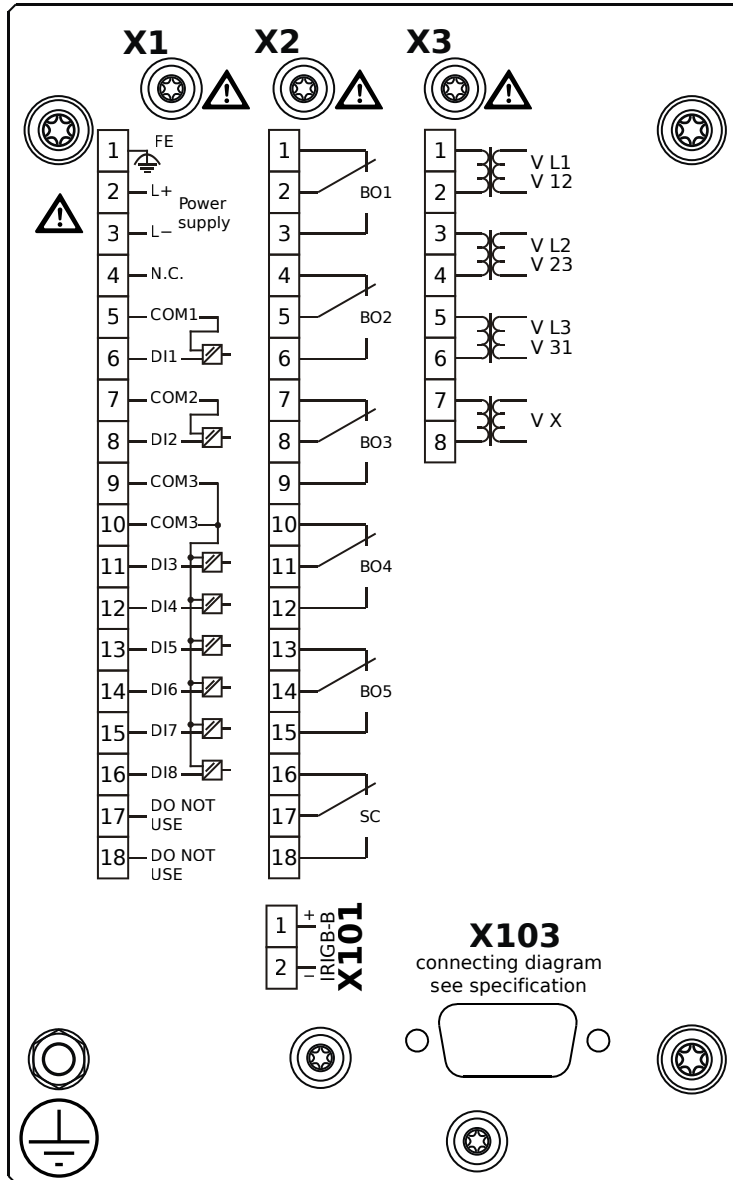 X1
X2
X3
1 FE
2 L+
3 L−
Power
supply
4 N.C.
5 COM1
6 DI1
7 COM2
8 DI2
9 COM3
10 COM3
11 DI3
12 DI4
13 DI5
14 DI6
15 DI7
16 DI8
17 DO NOT
USE
18 DO NOT
USE
1
2 BO1
3
4
5 BO2
6
7
8 BO3
9
10
11 BO4
12
13
14 BO5
15
16
17 SC
18
1 V L1
2 V 12
3 V L2
4 V 23
5 V L3
6 V 31
7 V X
8
1 +
2 −
IRIGB-B
X101
X103
connecting diagram
see specification